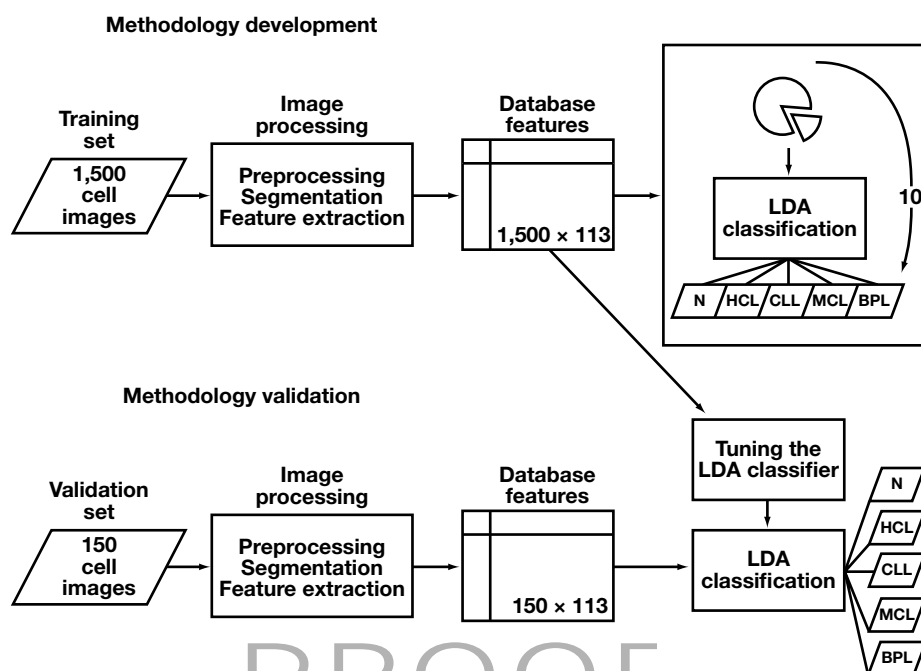 Methodology development
Training
set
1,500
cell
images
Image
processing
Preprocessing
Segmentation
Feature extraction
Database
features
1,500 × 113
LDA
classification
10
N
HCL
CLL
MCL
BPL
Methodology validation
Validation
set
150
cell
images
Image
processing
Preprocessing
Segmentation
Feature extraction
Database
features
150 × 113
Tuning the
LDA classifier
LDA
classification
N
HCL
CLL
MCL
BPL
PROOF